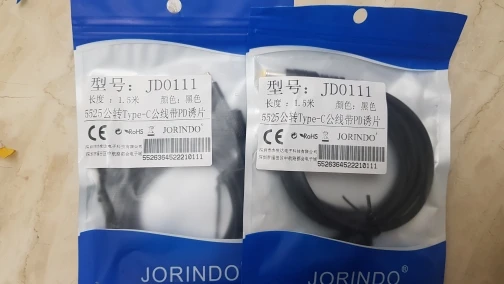 型号: JD0111
长度:1.5米 颜色:黑色
5525公转Type-C公线带PD诱片
CE RoHS JORINDO®
5526364522210111
JORINDO
型号: JD0111
长度:1.5米 颜色:黑色
5525公转Type-C公线带PD诱片
CE RoHS JORINDO®
5526364522210111
JORINDO®